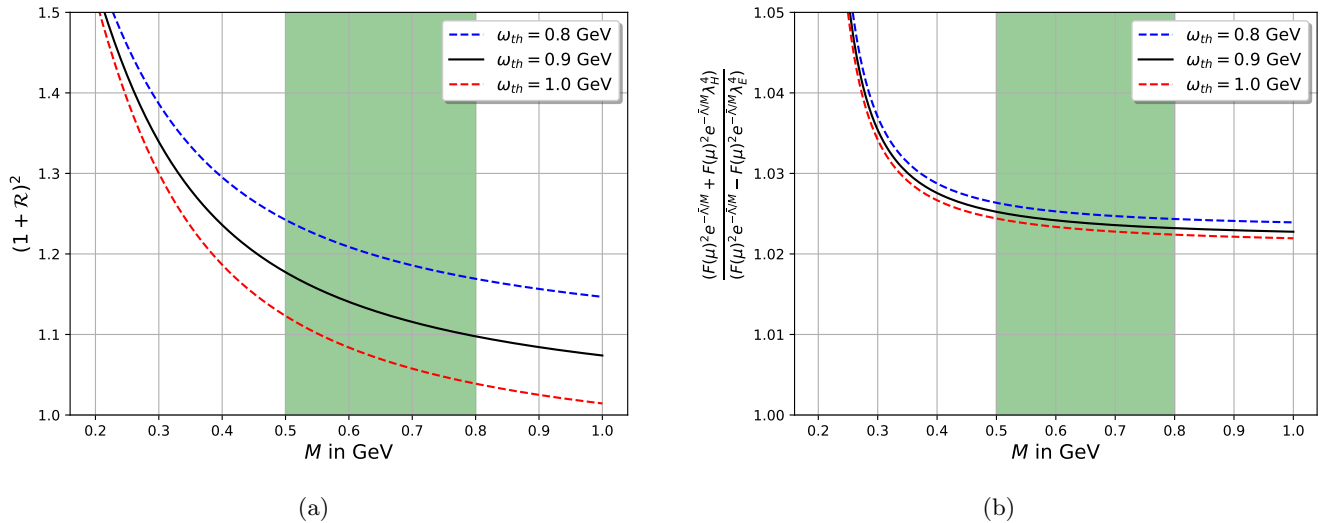 1.5
1.4
1.3
1.2
1.1
1.0
(1 + ℛ)²
0.2 0.3 0.4 0.5 0.6 0.7 0.8 0.9 1.0
M in GeV
ω_th = 0.8 GeV
ω_th = 0.9 GeV
ω_th = 1.0 GeV
(a)
1.05
1.04
1.03
1.02
1.01
1.00
(F(μ)²e^{-Λ̄/M} + F(μ)²e^{-Λ̄/M}λ_H^4)
(F(μ)²e^{-Λ̄/M} − F(μ)²e^{-Λ̄/M}λ_E^4)
0.2 0.3 0.4 0.5 0.6 0.7 0.8 0.9 1.0
M in GeV
ω_th = 0.8 GeV
ω_th = 0.9 GeV
ω_th = 1.0 GeV
(b)